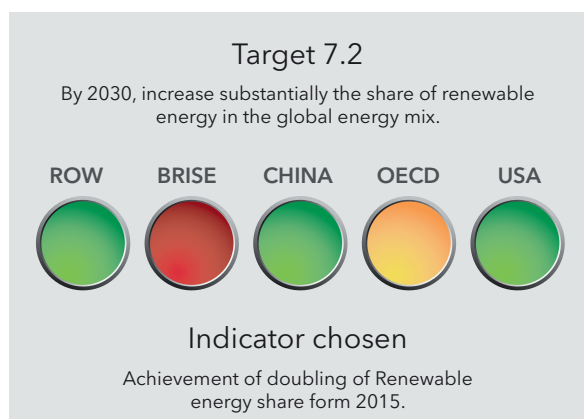 Target 7.2
By 2030, increase substantially the share of renewable
energy in the global energy mix.
ROW BRISE CHINA OECD USA
Indicator chosen
Achievement of doubling of Renewable
energy share form 2015.